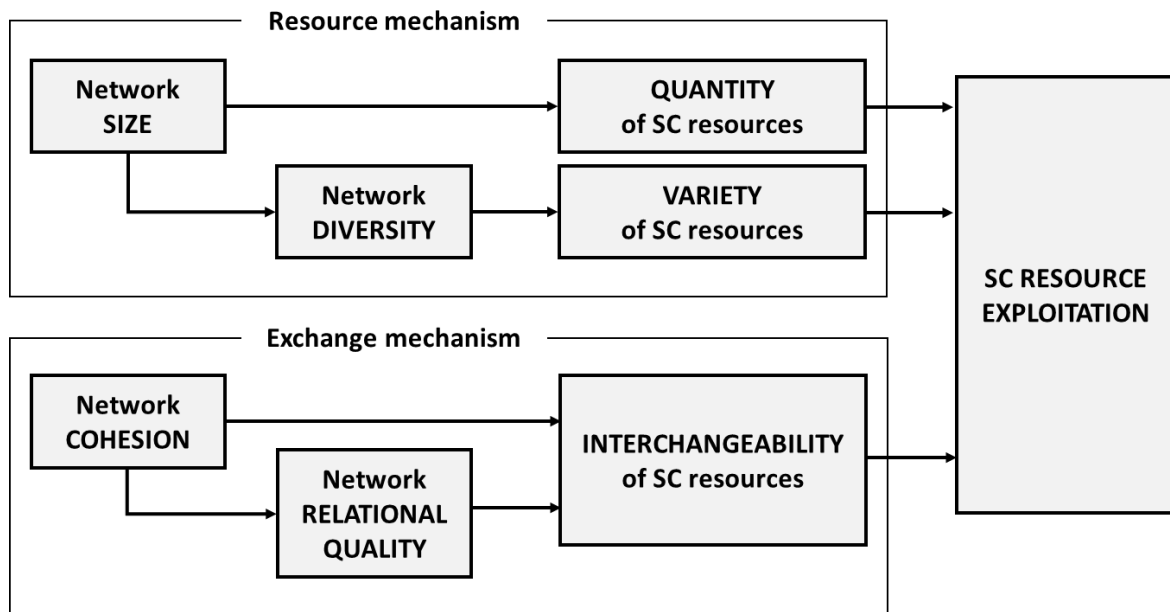 Resource mechanism
Network
SIZE
QUANTITY
of SC resources
Network
DIVERSITY
VARIETY
of SC resources
SC RESOURCE
EXPLOITATION
Exchange mechanism
Network
COHESION
Network
RELATIONAL
QUALITY
INTERCHANGEABILITY
of SC resources